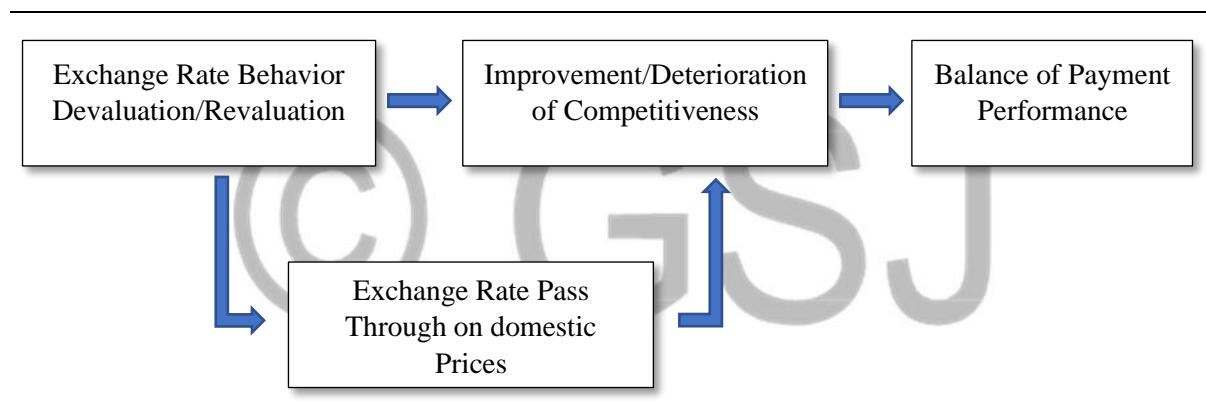 Exchange Rate Behavior
Devaluation/Revaluation
Improvement/Deterioration
of Competitiveness
Balance of Payment
Performance
Exchange Rate Pass
Through on domestic
Prices
© GSJ